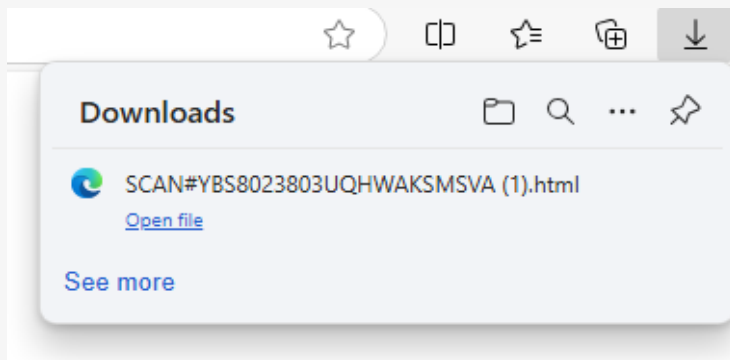 Downloads
SCAN#YBS8023803UQHWAKSMSVA (1).html
Open file
See more